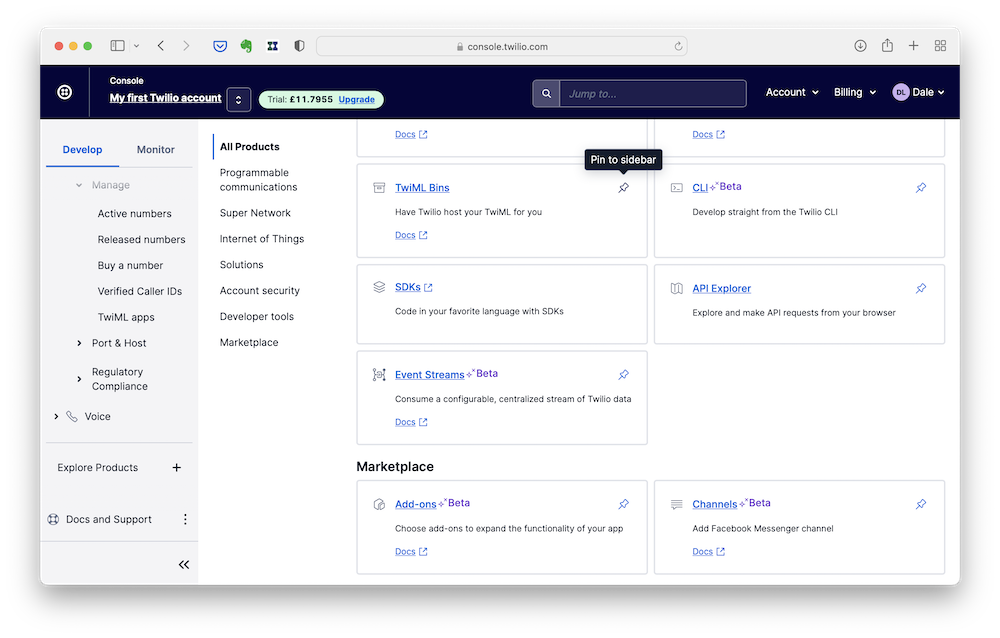 console.twilio.com
Console
My first Twilio account
Trial: £11.7955 Upgrade
Jump to...
Account
Billing
DL Dale
Develop
Monitor
Manage
Active numbers
Released numbers
Buy a number
Verified Caller IDs
TwiML apps
Port & Host
Regulatory
Compliance
Voice
Explore Products
Docs and Support
All Products
Programmable
communications
Super Network
Internet of Things
Solutions
Account security
Developer tools
Marketplace
Docs
Docs
Pin to sidebar
TwiML Bins
Have Twilio host your TwiML for you
Docs
CLI Beta
Develop straight from the Twilio CLI
SDKs
Code in your favorite language with SDKs
API Explorer
Explore and make API requests from your browser
Event Streams Beta
Consume a configurable, centralized stream of Twilio data
Docs
Marketplace
Add-ons Beta
Choose add-ons to expand the functionality of your app
Docs
Channels Beta
Add Facebook Messenger channel
Docs